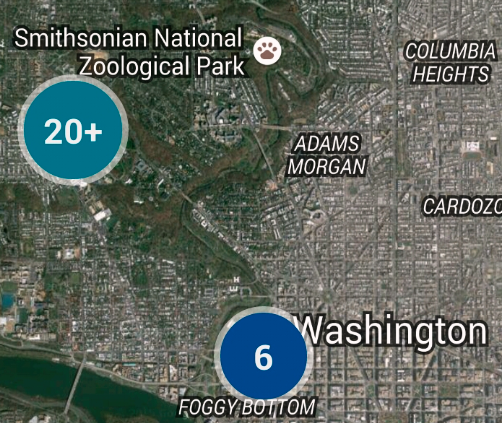 Smithsonian National
Zoological Park
COLUMBIA
HEIGHTS
20+
ADAMS
MORGAN
CARDOZO
Washington
6
FOGGY BOTTOM